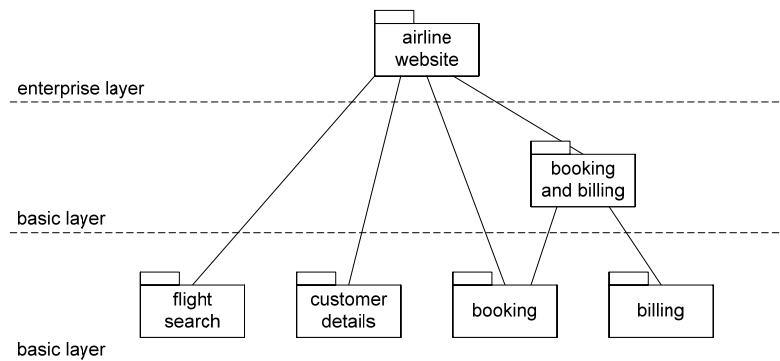 airline
website
enterprise layer
booking
and billing
basic layer
flight
search
customer
details
booking
billing
basic layer